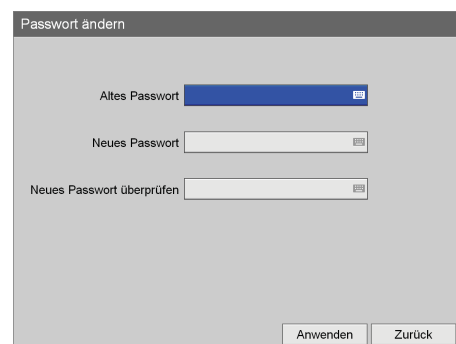 Passwort ändern
Altes Passwort
Neues Passwort
Neues Passwort überprüfen
Anwenden Zurück